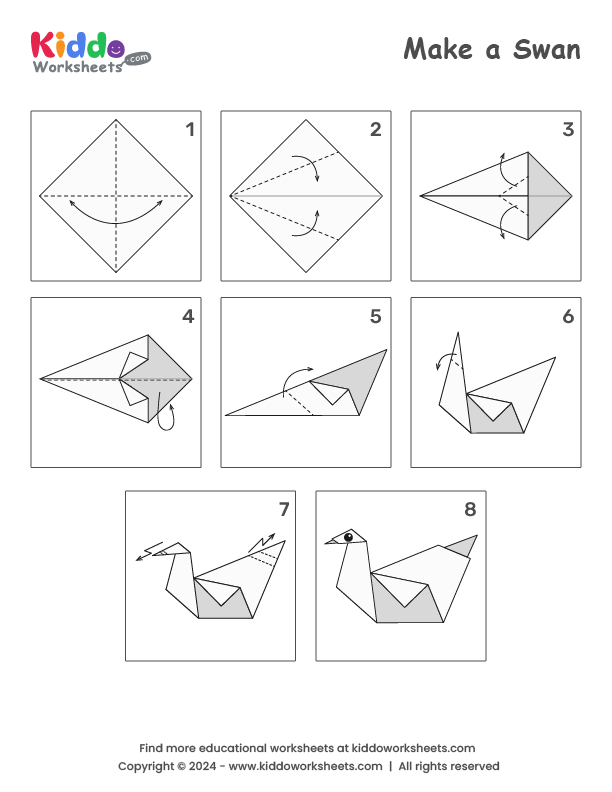 Kiddo
Worksheets
.com
Make a Swan
1
2
3
4
5
6
7
8
Find more educational worksheets at kiddoworksheets.com
Copyright © 2024 - www.kiddoworksheets.com | All rights reserved